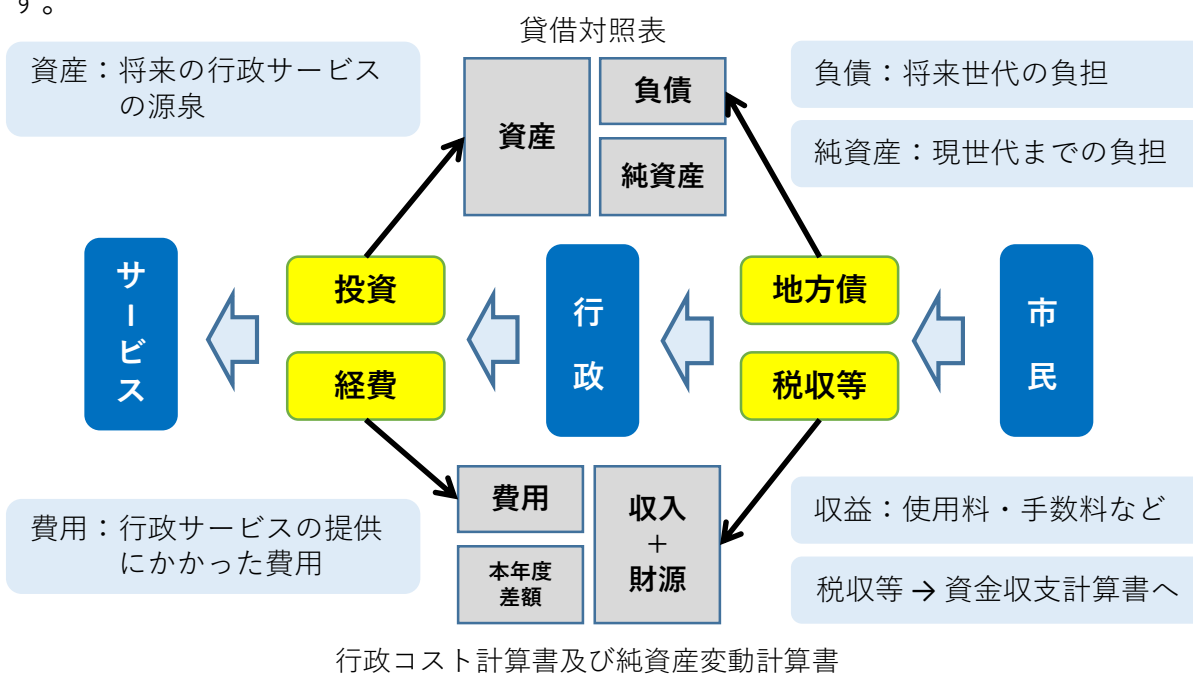 す。
貸借対照表
資産：将来の行政サービス
の源泉
資産
負債
純資産
負債：将来世代の負担
純資産：現世代までの負担
サービス
投資
経費
行政
地方債
税収等
市民
費用：行政サービスの提供
にかかった費用
費用
本年度
差額
収入
+
財源
収益：使用料・手数料など
税収等 → 資金収支計算書へ
行政コスト計算書及び純資産変動計算書